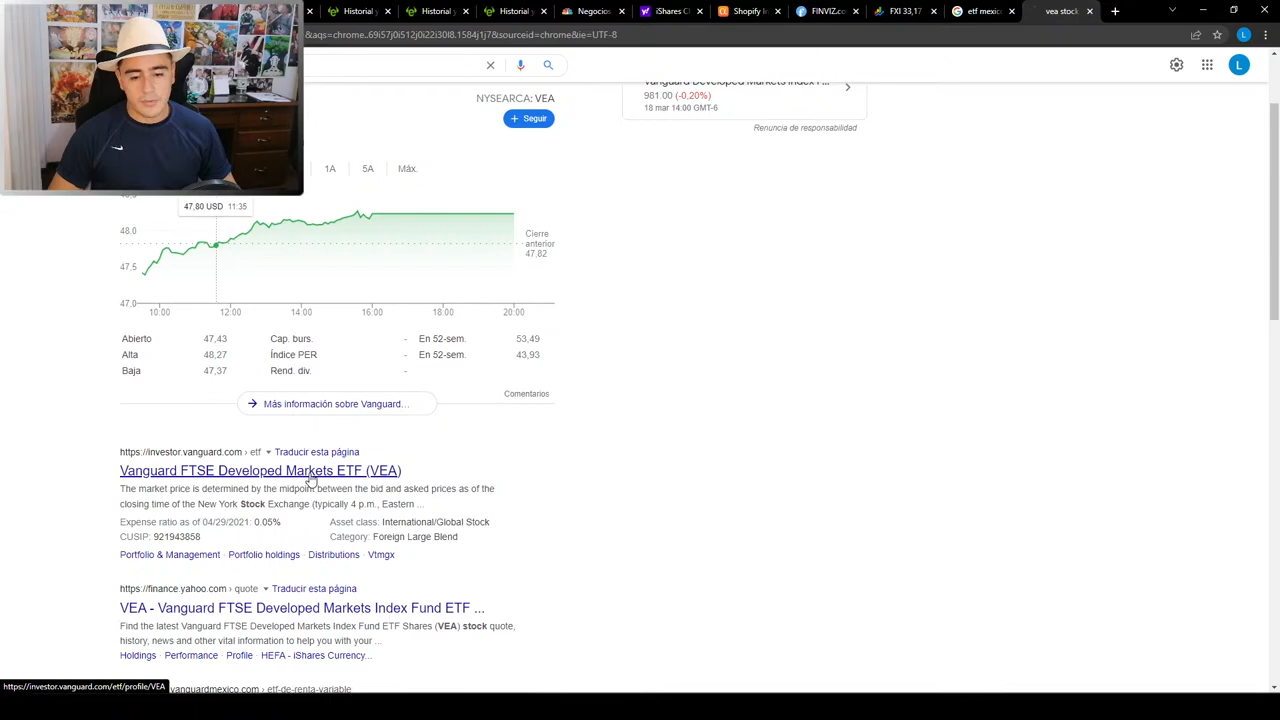 Historial y
Historial y
Historial y
Negocio
iShares C
Shopify In
FINVIZ.co
FXI 33.17
etf mexico
vea stock
&aqs=chrome..69i57j0i512j0i22i30l8.1584j1j7&sourceid=chrome&ie=UTF-8
L
L
NYSEARCA: VEA
Seguir
Vanguard Developed Markets Index F...
981.00 (-0,20%)
18 mar 14:00 GMT-6
Renuncia de responsabilidad
1A 5A Máx.
47,80 USD 11:35
48,0
47,5
47,0
10:00 12:00 14:00 16:00 20:00
Cierre
anterior
47,82
Abierto 47,43 Cap. burs. - En 52-sem. 53,49
Alta 48,27 Índice PER - En 52-sem. 43,93
Baja 47,37 Rend. div. -
Comentarios
Más información sobre Vanguard...
https://investor.vanguard.com › etf Traducir esta página
Vanguard FTSE Developed Markets ETF (VEA)
The market price is determined by the midpoint between the bid and asked prices as of the
closing time of the New York Stock Exchange (typically 4 p.m., Eastern ...
Expense ratio as of 04/29/2021: 0.05% Asset class: International/Global Stock
CUSIP: 921943858 Category: Foreign Large Blend
Portfolio & Management · Portfolio holdings · Distributions · Vtmgx
https://finance.yahoo.com › quote Traducir esta página
VEA - Vanguard FTSE Developed Markets Index Fund ETF ...
Find the latest Vanguard FTSE Developed Markets Index Fund ETF Shares (VEA) stock quote,
history, news and other vital information to help you with your ...
Holdings · Performance · Profile · HEFA - iShares Currency...
https://investor.vanguard.com/etf/profile/VEA
vanguardmexico.com › etf-de-renta-variable